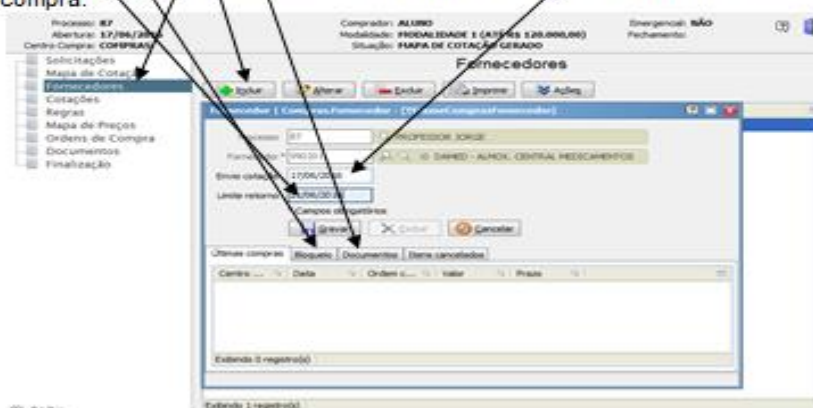 compra.
Processo: 87
Abertura: 17/06/20
Centro Compra: COMPRAS
Comprador: ALUNO
Modalidade: MODALIDADE 1 (ATÉ R$ 120.000,00)
Situação: MAPA DE COTAÇÃO GERADO
Emergencial: NÃO
Fechamento:
Solicitações
Mapa de Cotação
Fornecedores
Cotações
Regras
Mapa de Preços
Ordens de Compra
Documentos
Finalização
Fornecedores
Incluir Alterar Excluir Imprimir Ações
Fornecedor | Compras.Fornecedor
Processo 87 PROFESSOR JORGE
Fornecedor * DAMED - ALMOX. CENTRAL MEDICAMENTOS
Envio cotação 17/06/20
Limite retorno
Campos obrigatórios
Gravar Excluir Cancelar
Últimas compras Bloqueio Documentos Itens cancelados
Centro ... Data Ordem c... Valor Prazo
Exibindo 0 registro(s)
Exibindo 1 registro(s)